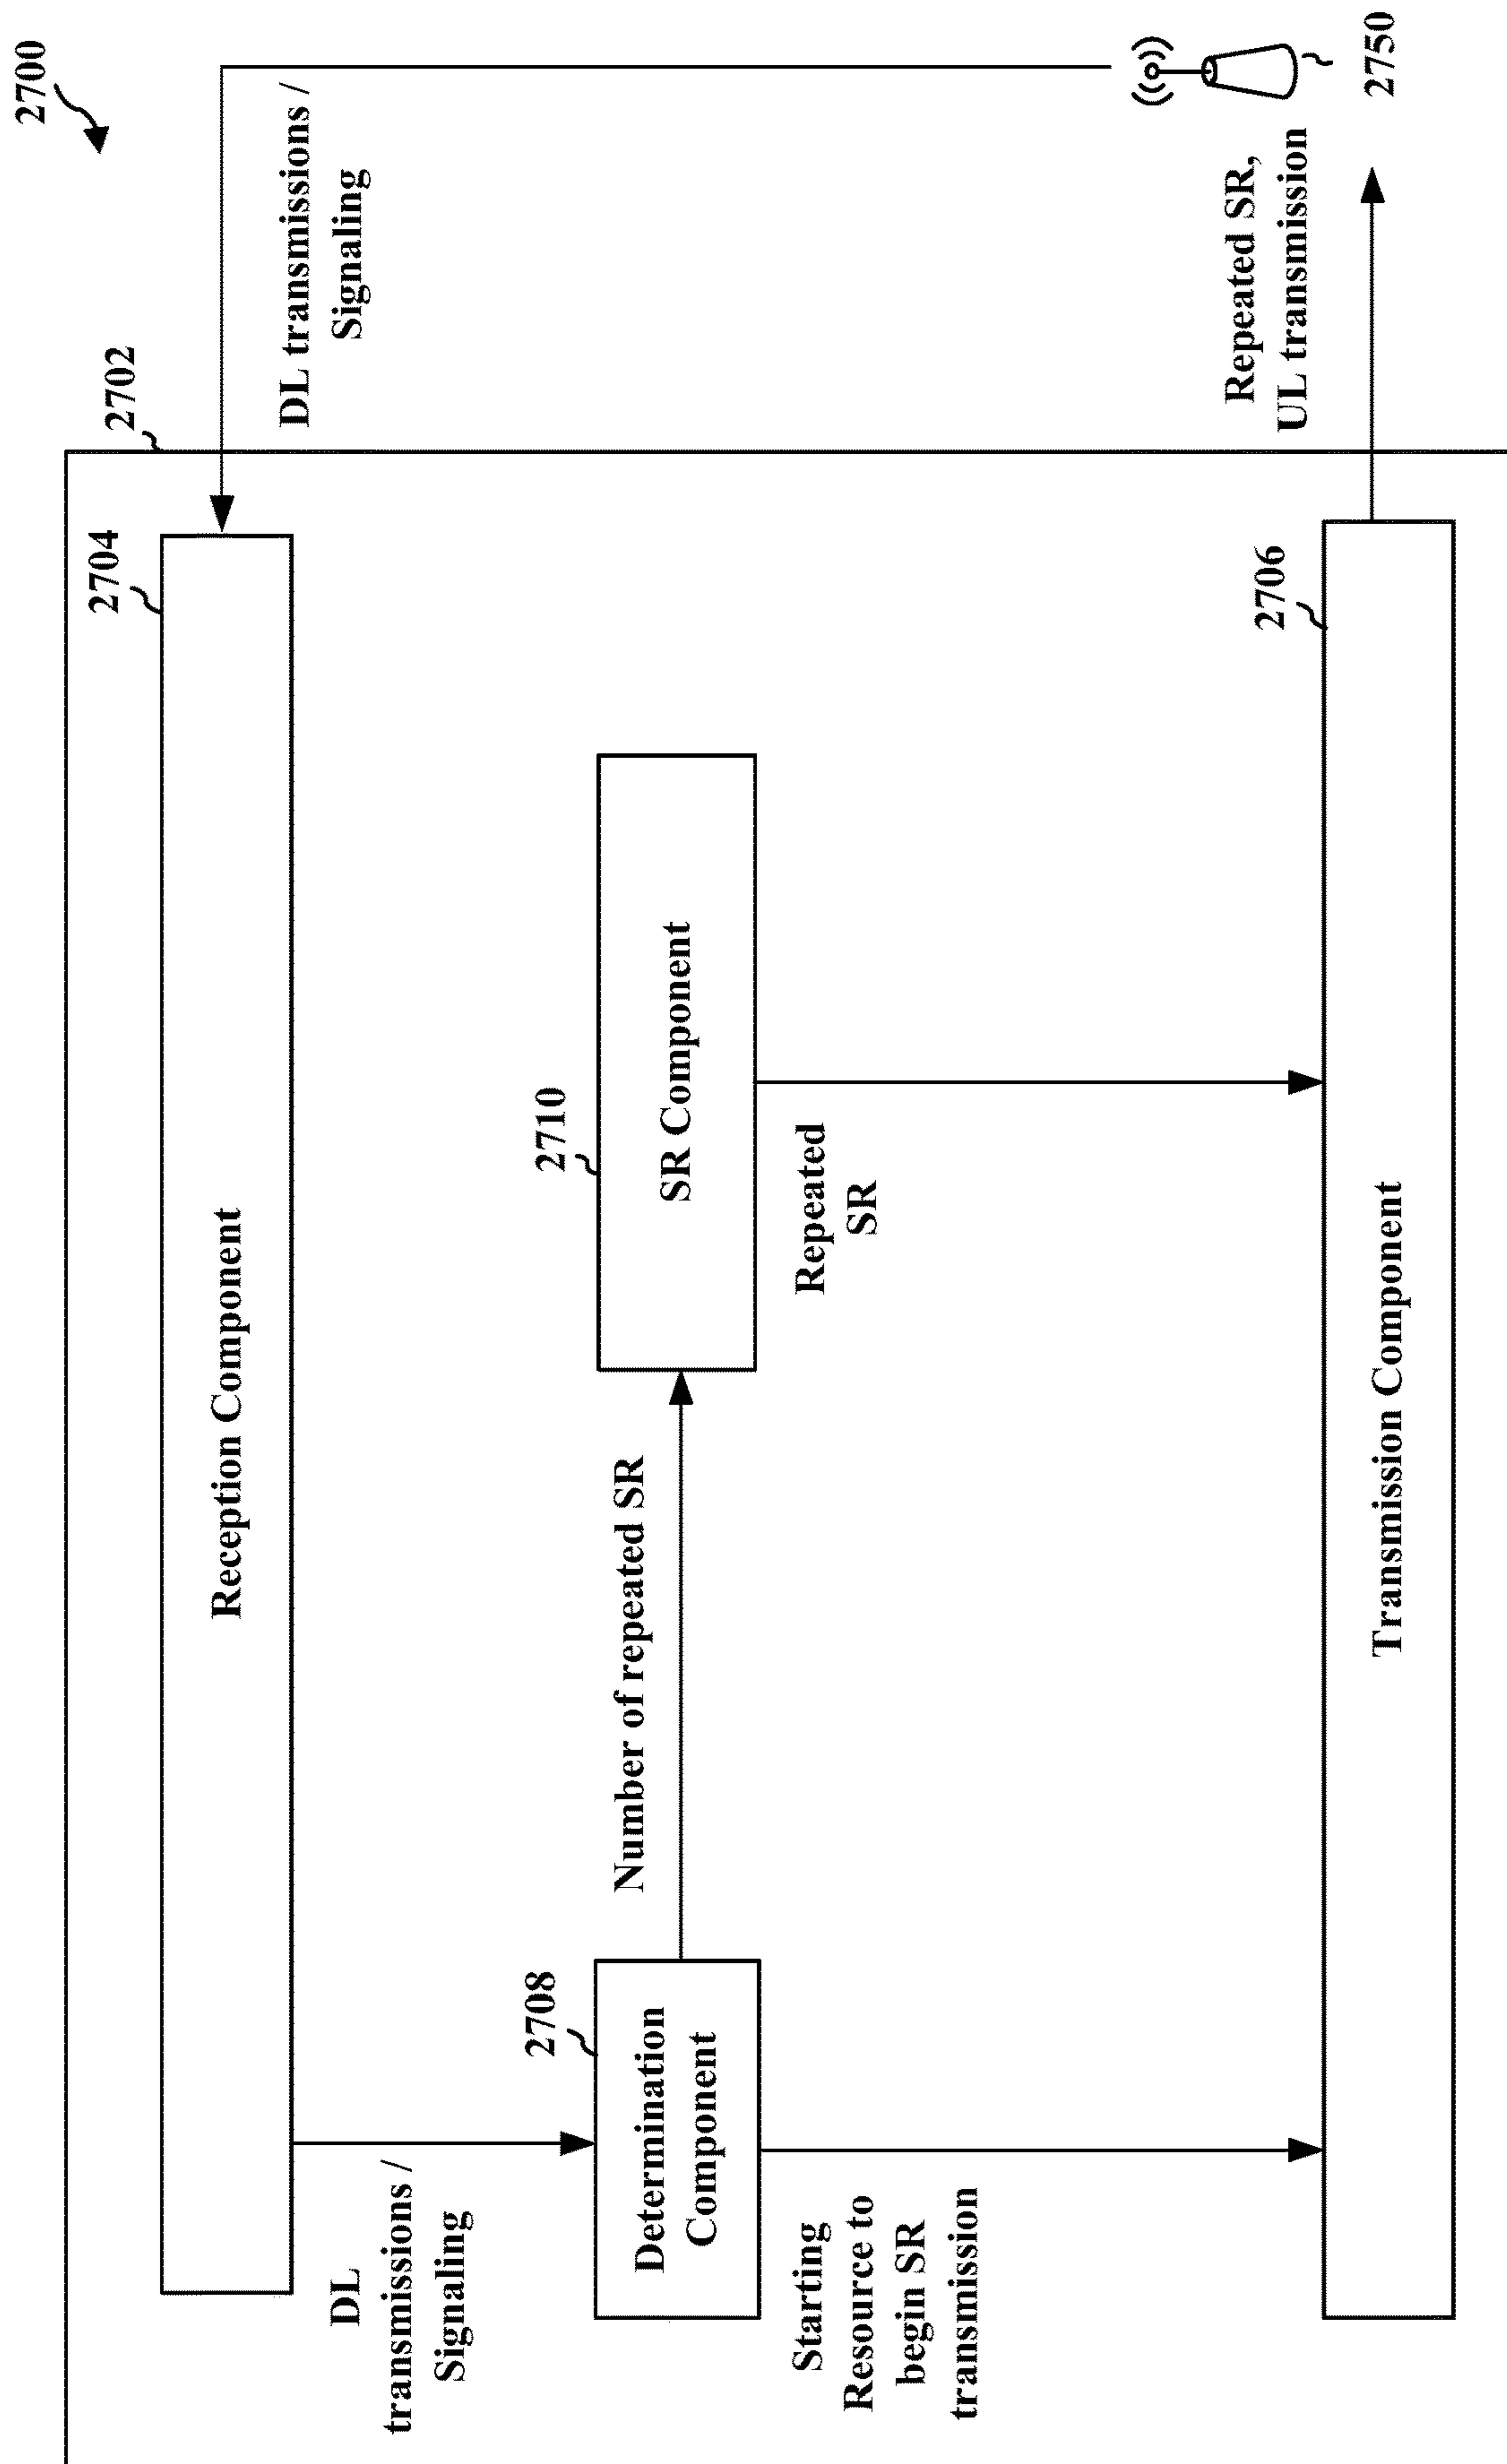 2700
2702
2704
Reception Component
DL transmissions /
Signaling
DL
transmissions /
Signaling
2708
Determination
Component
Number of repeated SR
2710
SR Component
Repeated
SR
Starting
Resource to
begin SR
transmission
2706
Transmission Component
Repeated SR,
UL transmission
2750